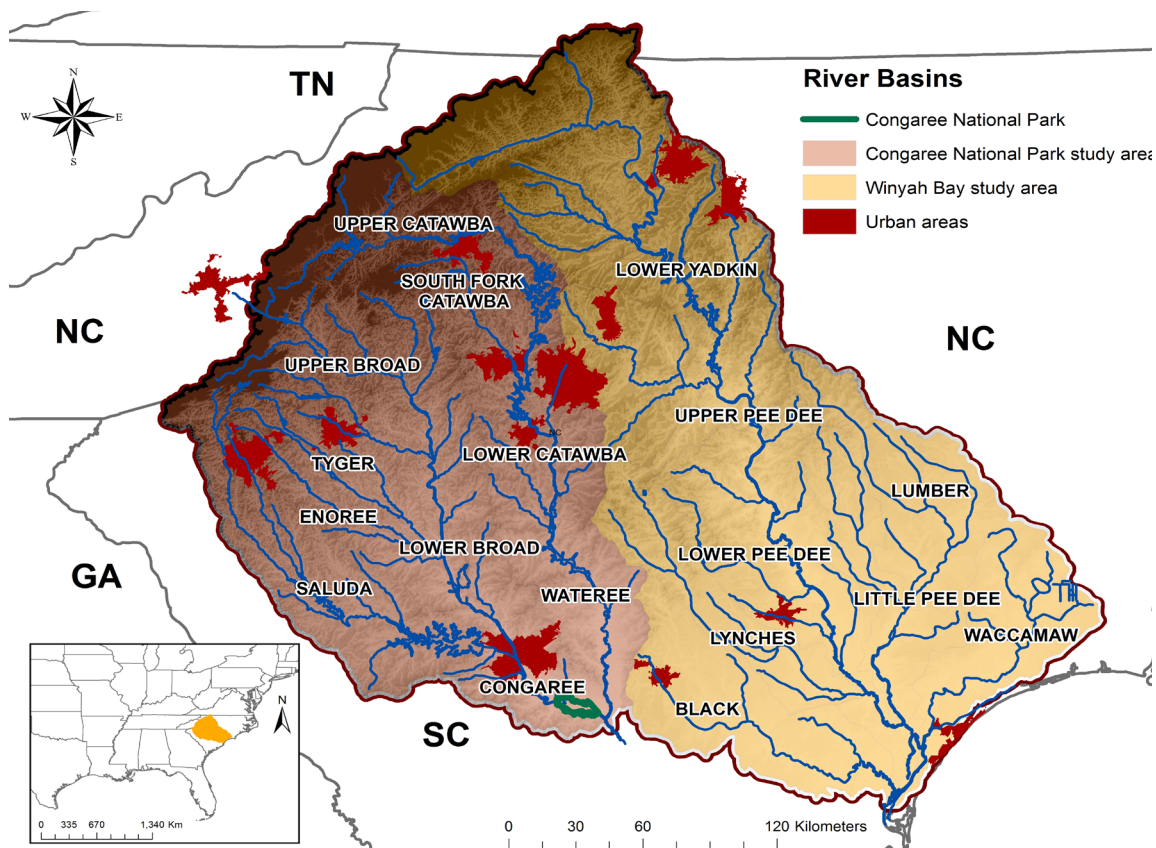 TN
N
W
E
S
River Basins
Congaree National Park
Congaree National Park study area
Winyah Bay study area
Urban areas
UPPER CATAWBA
SOUTH FORK
CATAWBA
LOWER YADKIN
NC
NC
UPPER BROAD
UPPER PEE DEE
NC
TYGER
LOWER CATAWBA
LUMBER
ENOREE
LOWER BROAD
LOWER PEE DEE
GA
SALUDA
WATEREE
LITTLE PEE DEE
LYNCHES
WACCAMAW
CONGAREE
BLACK
SC
N
0 335 670 1,340 Km
0 30 60 120 Kilometers